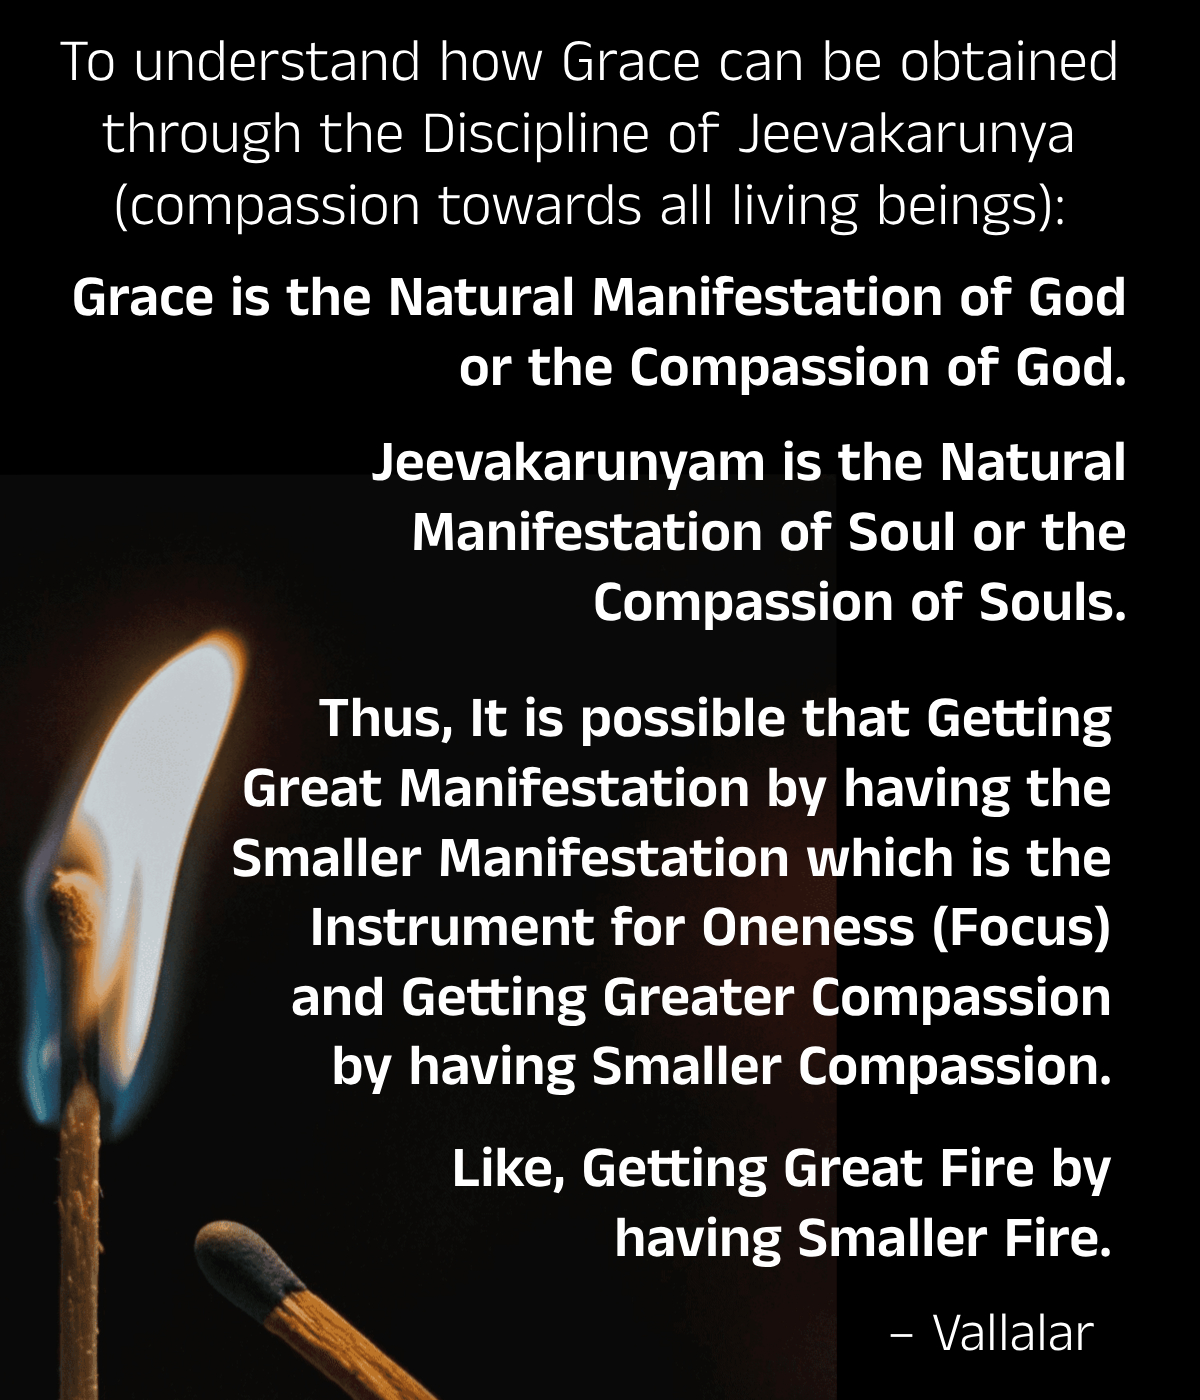 To understand how Grace can be obtained
through the Discipline of Jeevakarunya
(compassion towards all living beings):
Grace is the Natural Manifestation of God
or the Compassion of God.
Jeevakarunyam is the Natural
Manifestation of Soul or the
Compassion of Souls.
Thus, It is possible that Getting
Great Manifestation by having the
Smaller Manifestation which is the
Instrument for Oneness (Focus)
and Getting Greater Compassion
by having Smaller Compassion.
Like, Getting Great Fire by
having Smaller Fire.
– Vallalar